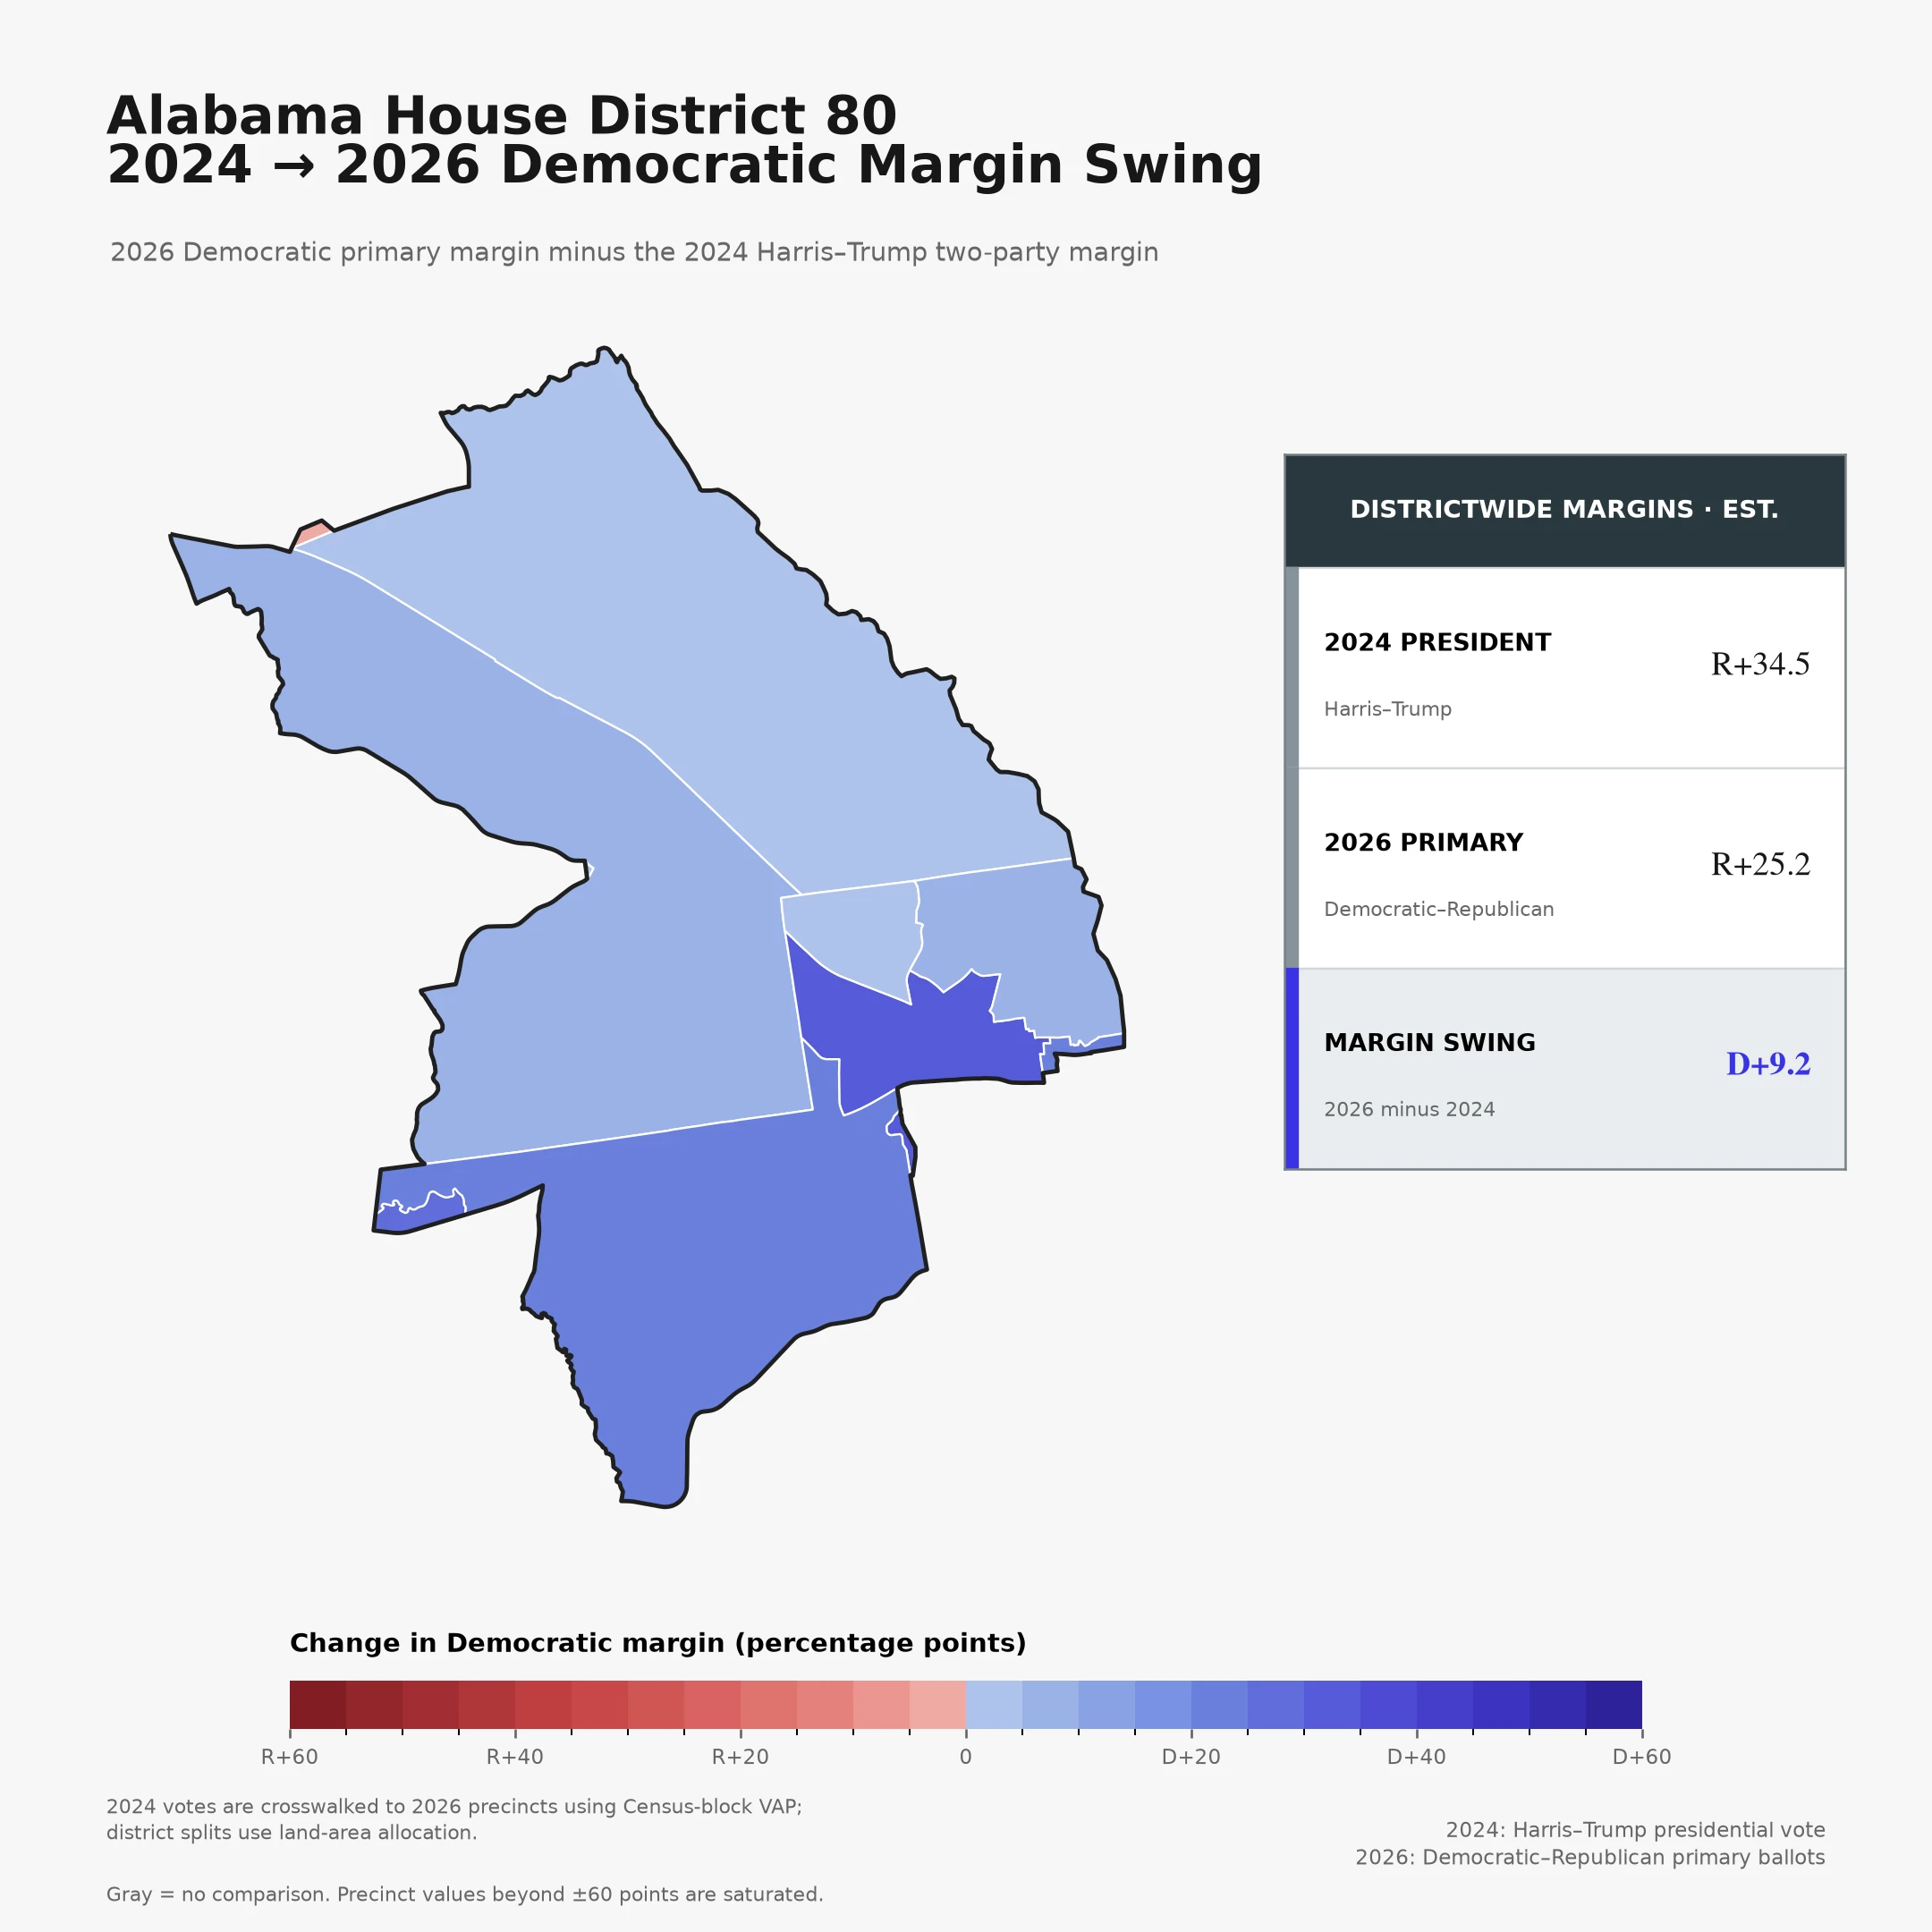 Alabama House District 80
2024 → 2026 Democratic Margin Swing
2026 Democratic primary margin minus the 2024 Harris–Trump two-party margin
DISTRICTWIDE MARGINS · EST.
2024 PRESIDENT
R+34.5
Harris–Trump
2026 PRIMARY
R+25.2
Democratic–Republican
MARGIN SWING
D+9.2
2026 minus 2024
Change in Democratic margin (percentage points)
R+60 R+40 R+20 0 D+20 D+40 D+60
2024 votes are crosswalked to 2026 precincts using Census-block VAP;
district splits use land-area allocation.
2024: Harris–Trump presidential vote
2026: Democratic–Republican primary ballots
Gray = no comparison. Precinct values beyond ±60 points are saturated.